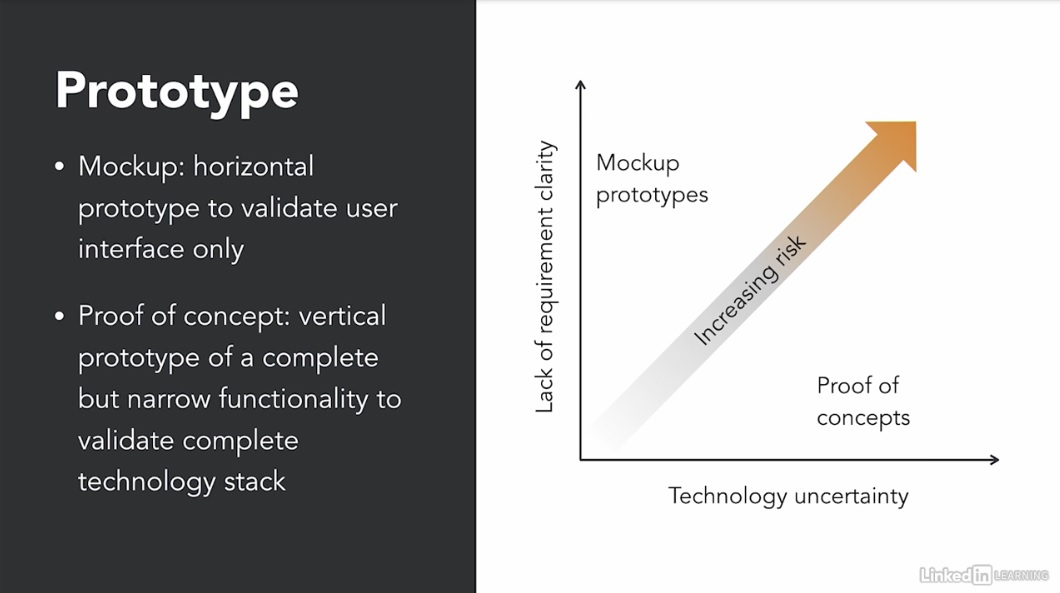 Prototype
• Mockup: horizontal
prototype to validate user
interface only
• Proof of concept: vertical
prototype of a complete
but narrow functionality to
validate complete
technology stack
Lack of requirement clarity
Mockup
prototypes
Increasing risk
Proof of
concepts
Technology uncertainty
Linked in LEARNING